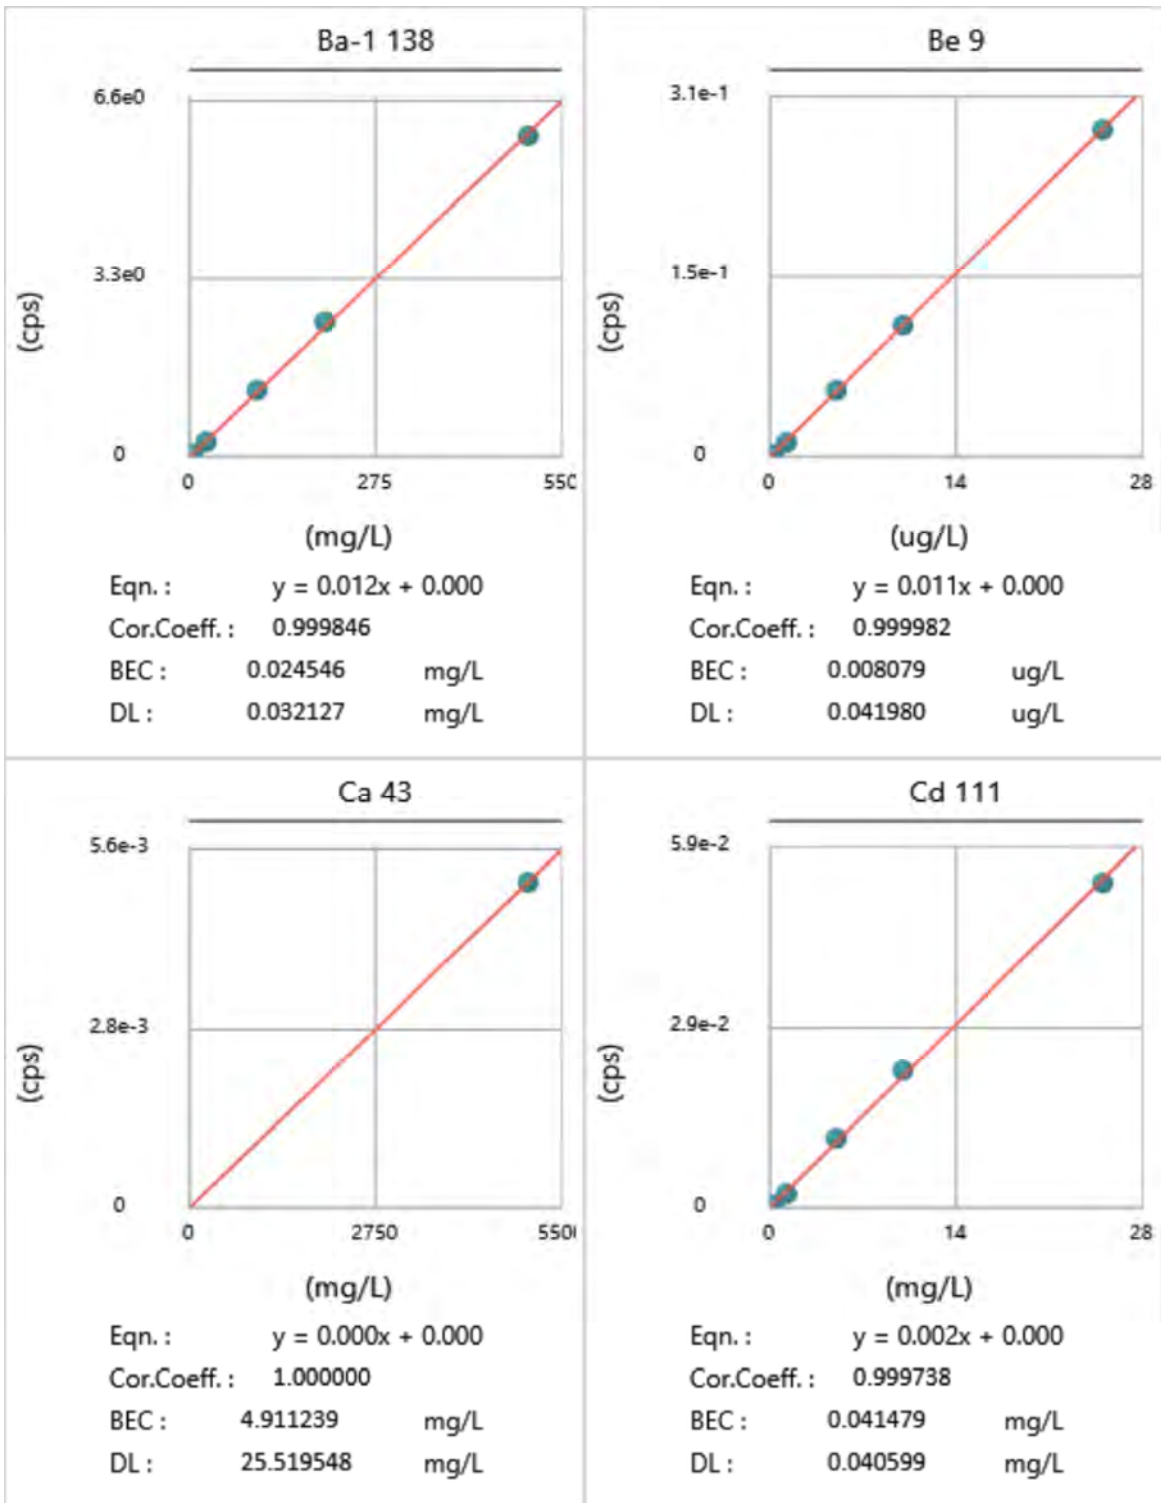 Ba-1 138
6.6e0
3.3e0
0
(cps)
0 275 550
(mg/L)
Eqn. : y = 0.012x + 0.000
Cor.Coeff. : 0.999846
BEC : 0.024546 mg/L
DL : 0.032127 mg/L
Be 9
3.1e-1
1.5e-1
0
(cps)
0 14 28
(ug/L)
Eqn. : y = 0.011x + 0.000
Cor.Coeff. : 0.999982
BEC : 0.008079 ug/L
DL : 0.041980 ug/L
Ca 43
5.6e-3
2.8e-3
0
(cps)
0 2750 550
(mg/L)
Eqn. : y = 0.000x + 0.000
Cor.Coeff. : 1.000000
BEC : 4.911239 mg/L
DL : 25.519548 mg/L
Cd 111
5.9e-2
2.9e-2
0
(cps)
0 14 28
(mg/L)
Eqn. : y = 0.002x + 0.000
Cor.Coeff. : 0.999738
BEC : 0.041479 mg/L
DL : 0.040599 mg/L